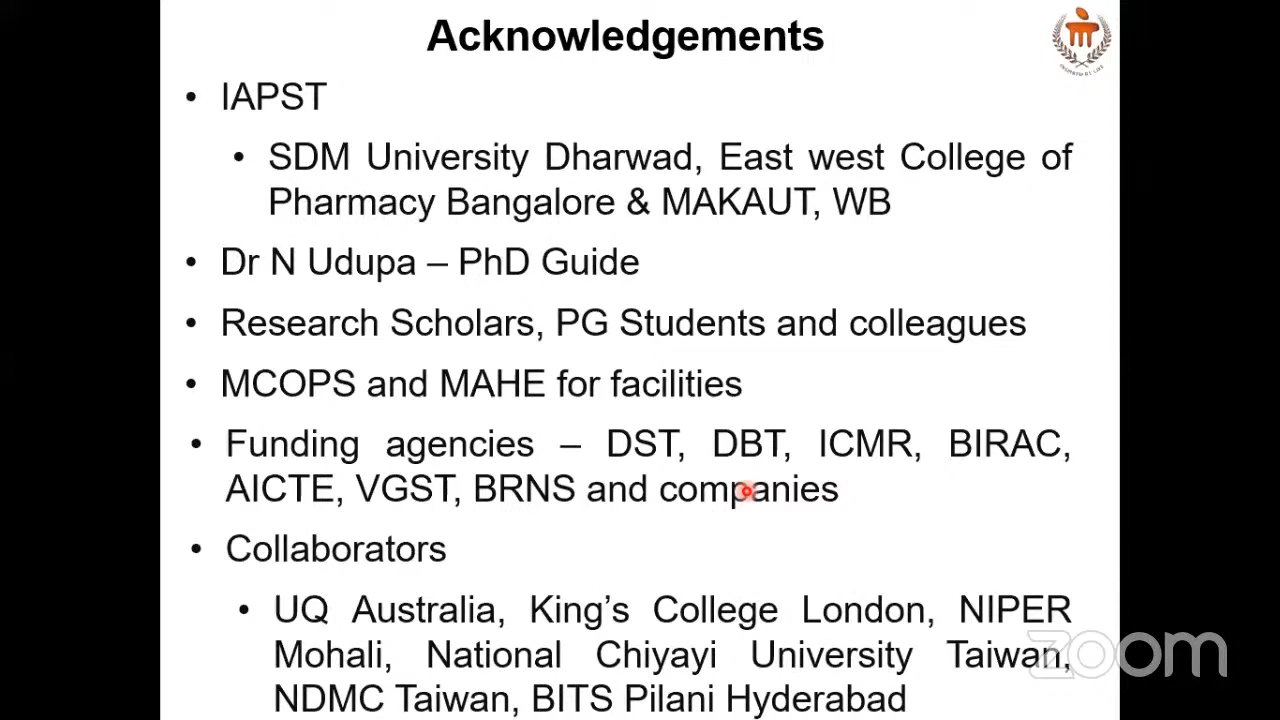 Acknowledgements
• IAPST
• SDM University Dharwad, East west College of
Pharmacy Bangalore & MAKAUT, WB
• Dr N Udupa – PhD Guide
• Research Scholars, PG Students and colleagues
• MCOPS and MAHE for facilities
• Funding agencies – DST, DBT, ICMR, BIRAC,
AICTE, VGST, BRNS and companies
• Collaborators
• UQ Australia, King’s College London, NIPER
Mohali, National Chiyayi University Taiwan,
NDMC Taiwan, BITS Pilani Hyderabad
zoom